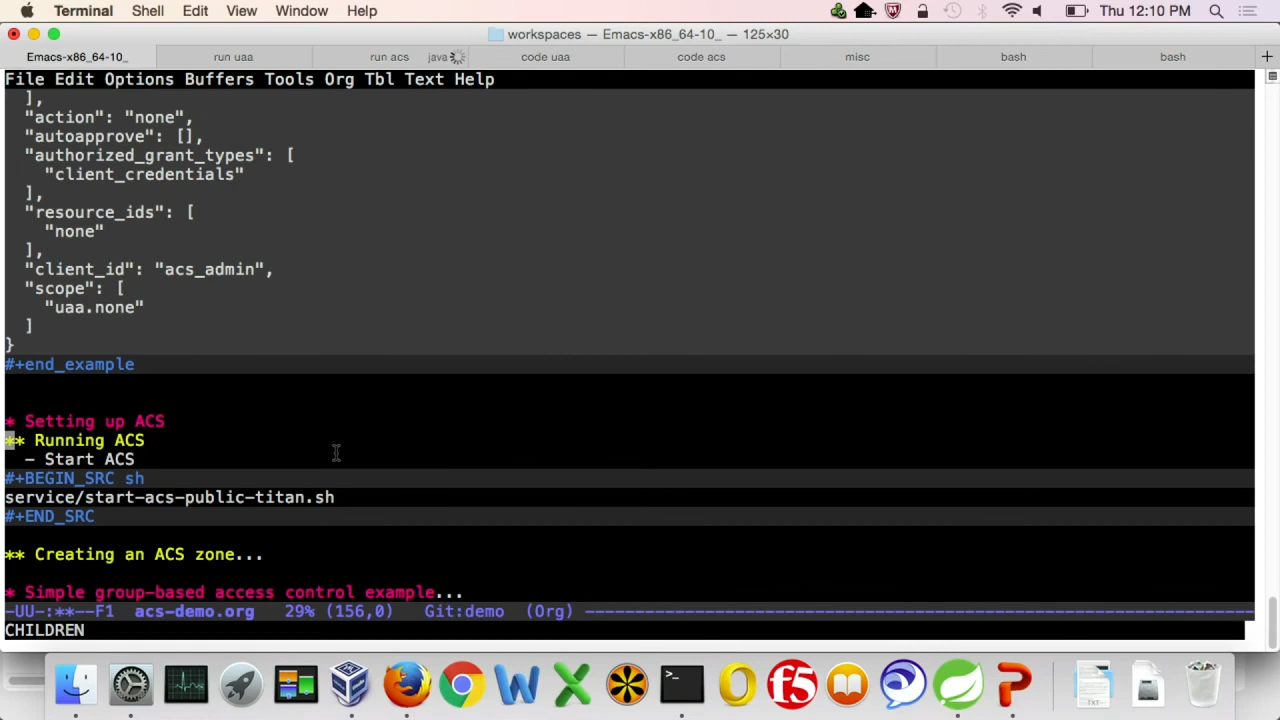 Terminal Shell Edit View Window Help Thu 12:10 PM
workspaces — Emacs-x86_64-10_ — 125×30
Emacs-x86_64-10_ run uaa run acs java code uaa code acs misc bash bash
File Edit Options Buffers Tools Org Tbl Text Help
],
"action": "none",
"autoapprove": [],
"authorized_grant_types": [
"client_credentials"
],
"resource_ids": [
"none"
],
"client_id": "acs_admin",
"scope": [
"uaa.none"
]
}
#+end_example
* Setting up ACS
** Running ACS
- Start ACS
#+BEGIN_SRC sh
service/start-acs-public-titan.sh
#+END_SRC
** Creating an ACS zone...
* Simple group-based access control example...
-UU-:**--F1 acs-demo.org 29% (156,0) Git:demo (Org) ----------------------------------------------------------------
CHILDREN